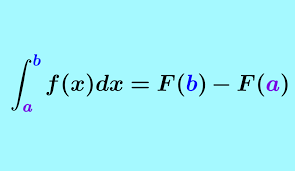 ∫ₐᵇ f(x)dx = F(b) − F(a)